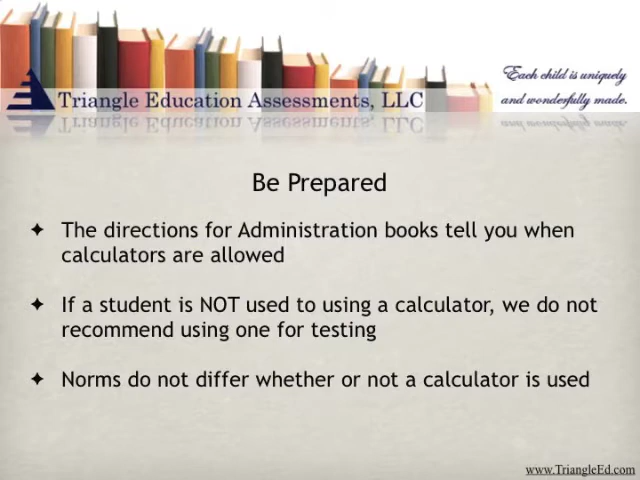 Each child is uniquely
and wonderfully made.
Triangle Education Assessments, LLC
Be Prepared
✦ The directions for Administration books tell you when
calculators are allowed
✦ If a student is NOT used to using a calculator, we do not
recommend using one for testing
✦ Norms do not differ whether or not a calculator is used
www.TriangleEd.com